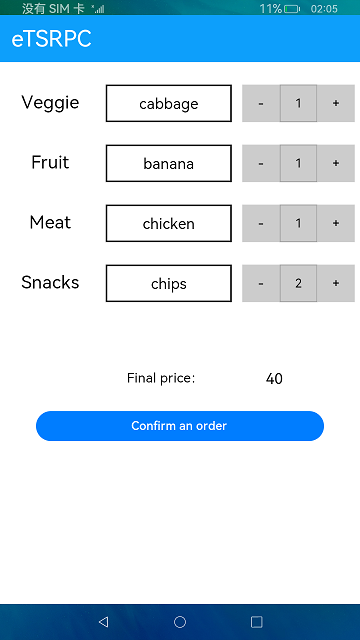 没有 SIM 卡 11% 02:05
eTSRPC
Veggie cabbage - 1 +
Fruit banana - 1 +
Meat chicken - 1 +
Snacks chips - 2 +
Final price: 40
Confirm an order